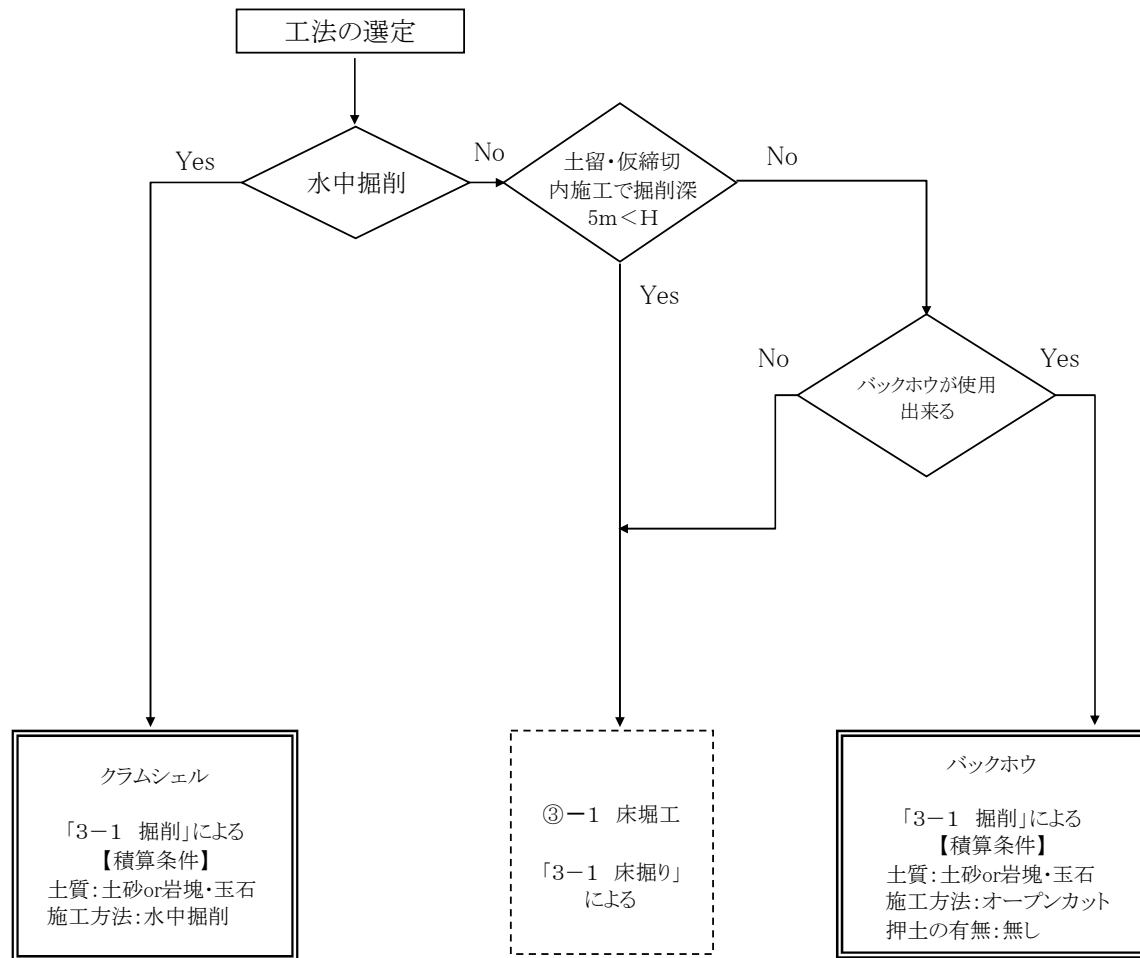 工法の選定
Yes
水中掘削
No
土留・仮締切
内施工で掘削深
5m＜H
No
Yes
No
バックホウが使用
出来る
Yes
クラムシェル
「3－1　掘削」による
【積算条件】
土質：土砂or岩塊・玉石
施工方法：水中掘削
③－1　床堀工
「3－1　床掘り」
による
バックホウ
「3－1　掘削」による
【積算条件】
土質：土砂or岩塊・玉石
施工方法：オープンカット
押土の有無：無し